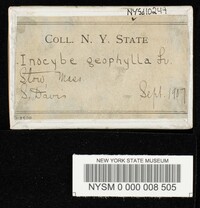 NYSf0249
COLL. N. Y. STATE
Inocybe geophylla Fr.
Stow, Mass
S. Davis Sept. 1917
NEW YORK STATE MUSEUM
NYSM 0 000 008 505